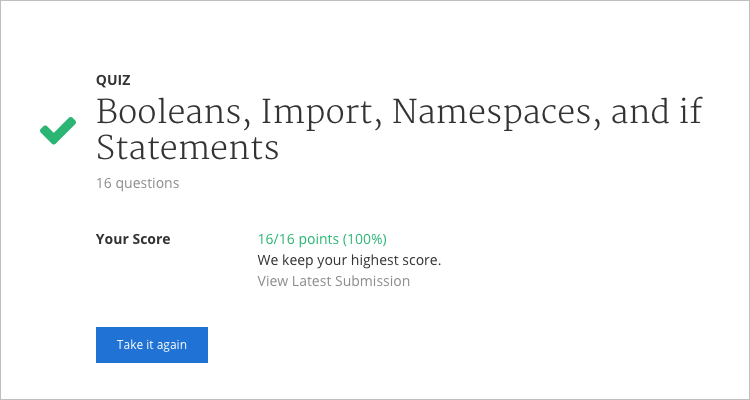 QUIZ
Booleans, Import, Namespaces, and if
Statements
16 questions
Your Score
16/16 points (100%)
We keep your highest score.
View Latest Submission
Take it again